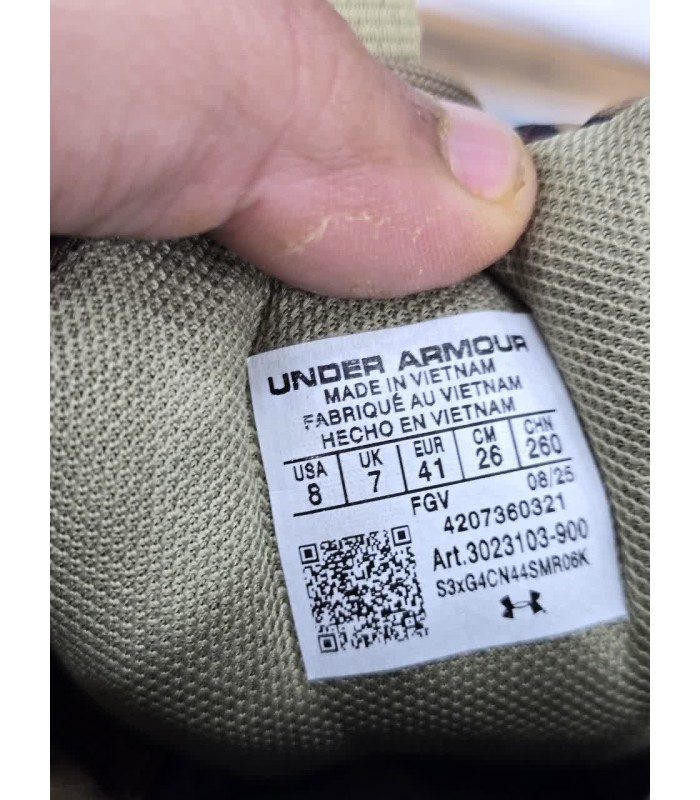 UNDER ARMOUR
MADE IN VIETNAM
FABRIQUÉ AU VIETNAM
HECHO EN VIETNAM
USA UK EUR CM CHN
8 7 41 26 260
FGV 08/25
4207360321
Art.3023103-900
S3xG4CN44SMR06K